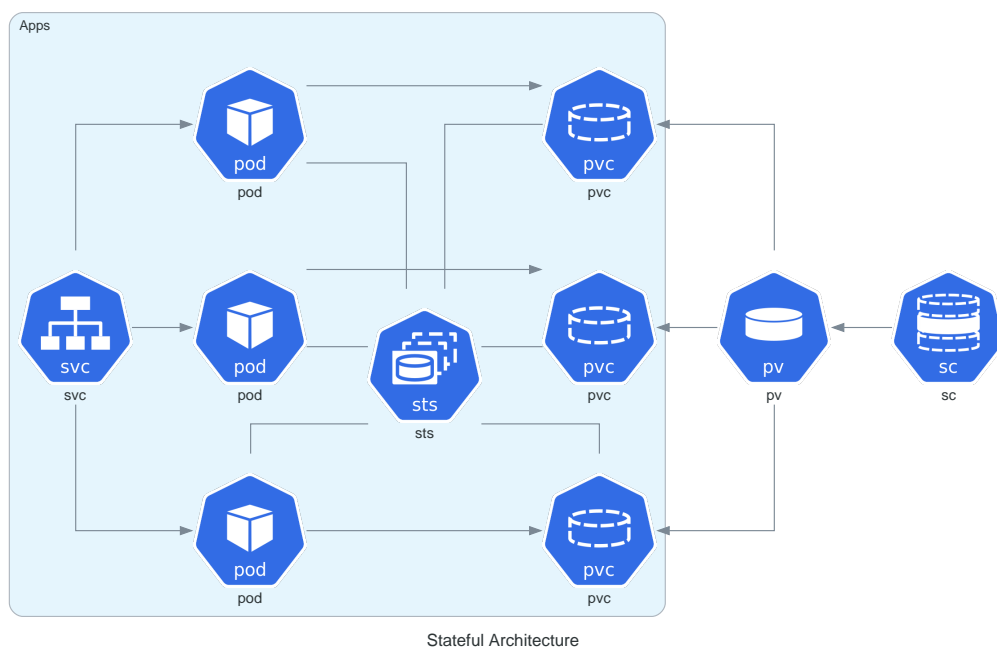 Apps
pod
pod
pvc
pvc
svc
svc
pod
pod
sts
sts
pvc
pvc
pv
pv
sc
sc
pod
pod
pvc
pvc
Stateful Architecture